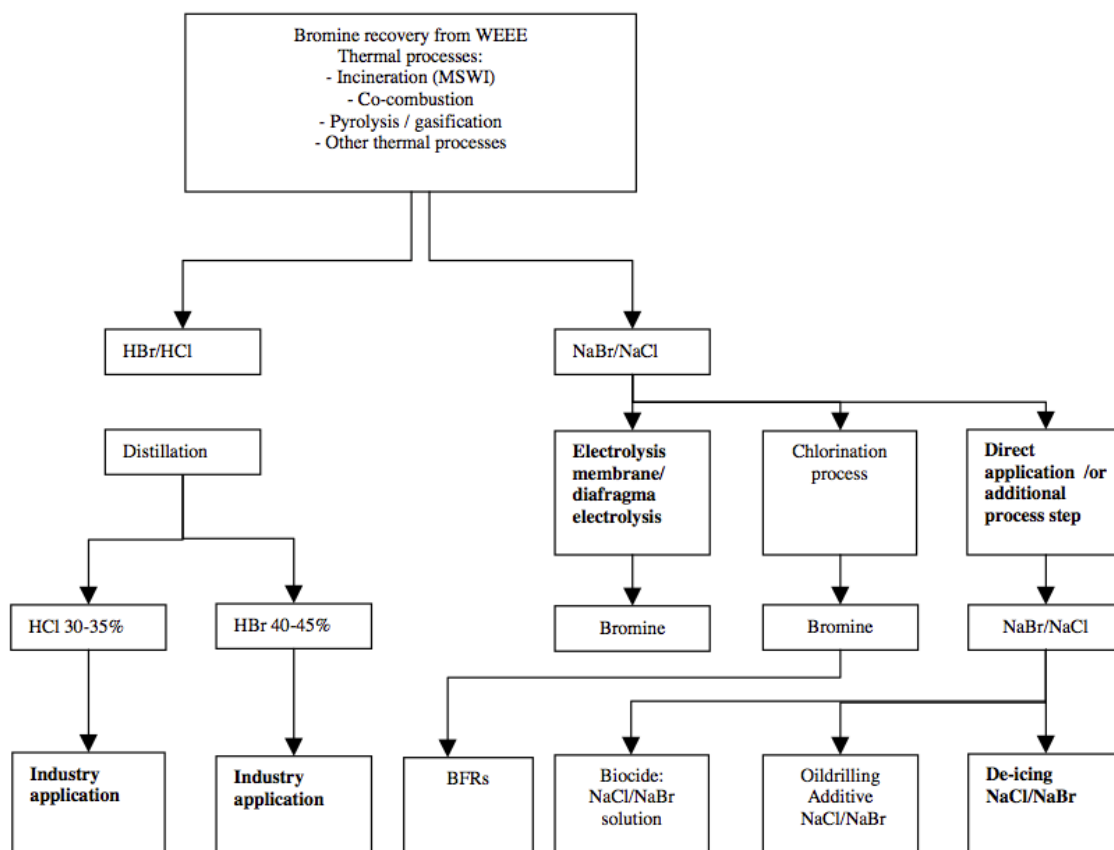 Bromine recovery from WEEE
Thermal processes:
- Incineration (MSWI)
- Co-combustion
- Pyrolysis / gasification
- Other thermal processes
HBr/HCl
NaBr/NaCl
Distillation
Electrolysis
membrane/
diafragma
electrolysis
Chlorination
process
Direct
application /or
additional
process step
HCl 30-35%
HBr 40-45%
Bromine
Bromine
NaBr/NaCl
Industry
application
Industry
application
BFRs
Biocide:
NaCl/NaBr
solution
Oildrilling
Additive
NaCl/NaBr
De-icing
NaCl/NaBr